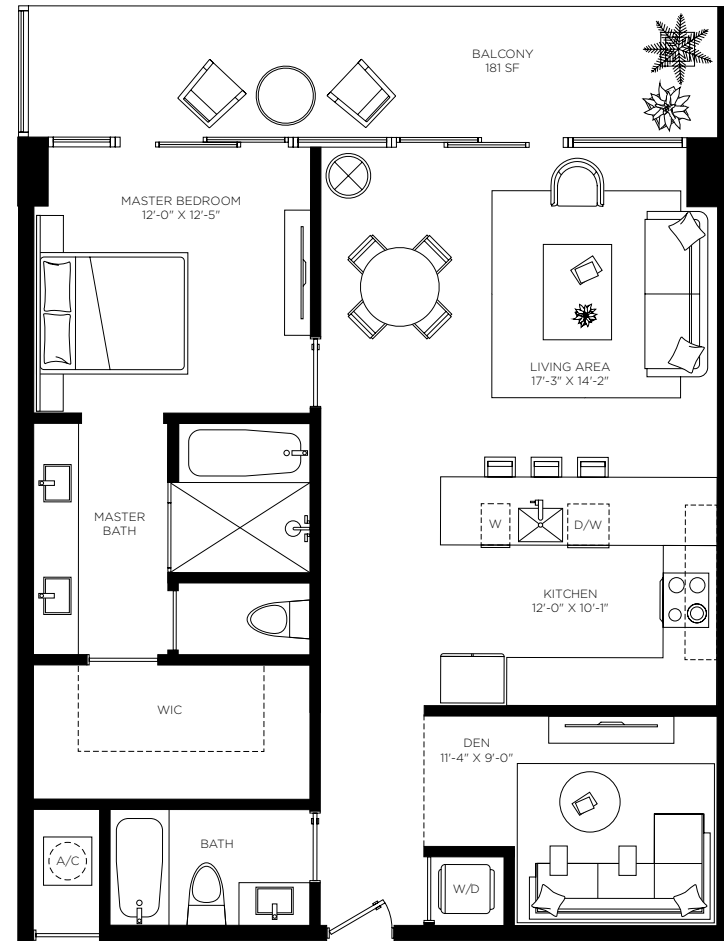 BALCONY
181 SF
MASTER BEDROOM
12'-0" X 12'-5"
LIVING AREA
17'-3" X 14'-2"
MASTER
BATH
W
D/W
KITCHEN
12'-0" X 10'-1"
WIC
DEN
11'-4" X 9'-0"
BATH
A/C
W/D